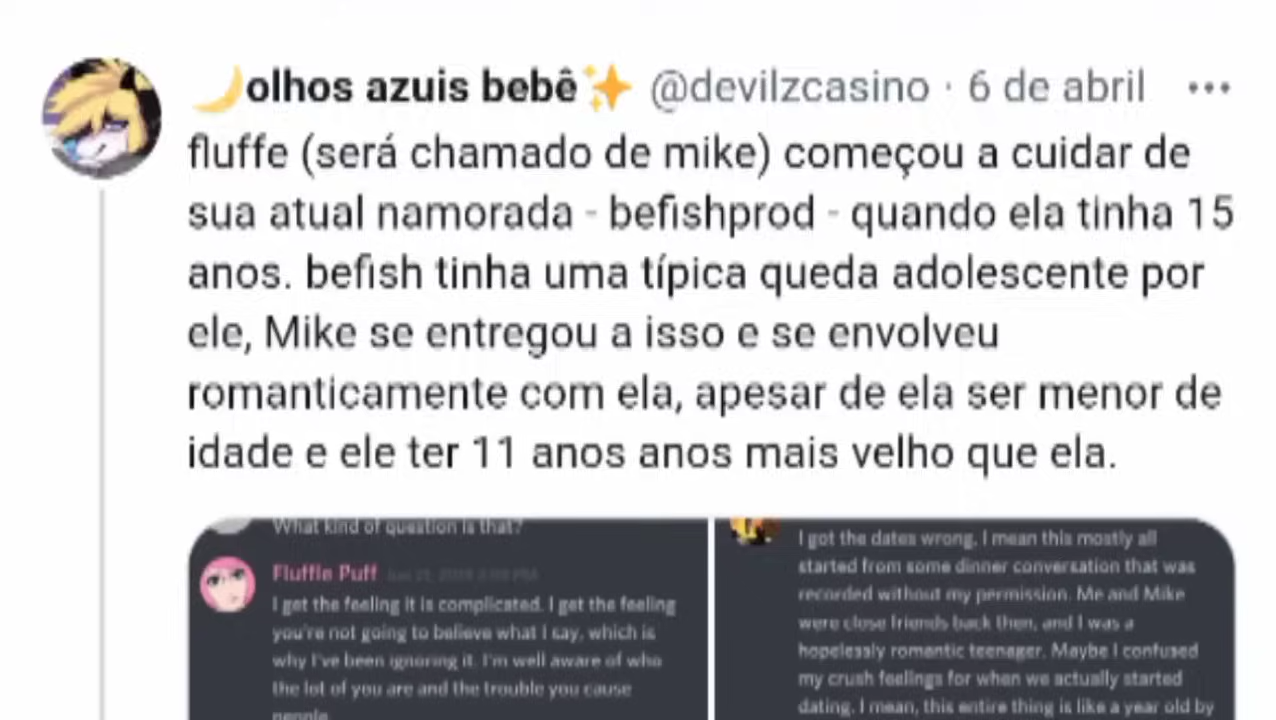 🌙olhos azuis bebê✨ @devilzcasino · 6 de abril
fluffe (será chamado de mike) começou a cuidar de
sua atual namorada - befishprod - quando ela tinha 15
anos. befish tinha uma típica queda adolescente por
ele, Mike se entregou a isso e se envolveu
romanticamente com ela, apesar de ela ser menor de
idade e ele ter 11 anos anos mais velho que ela.
What kind of question is that?
Fluffle Puff
I get the feeling it is complicated. I get the feeling
you're not going to believe what I say, which is
why I've been ignoring it. I'm well aware of who
the lot of you are and the trouble you cause
people
I got the dates wrong, I mean this mostly all
started from some dinner conversation that was
recorded without my permission. Me and Mike
were close friends back then, and I was a
hopelessly romantic teenager. Maybe I confused
my crush feelings for when we actually started
dating. I mean, this entire thing is like a year old by